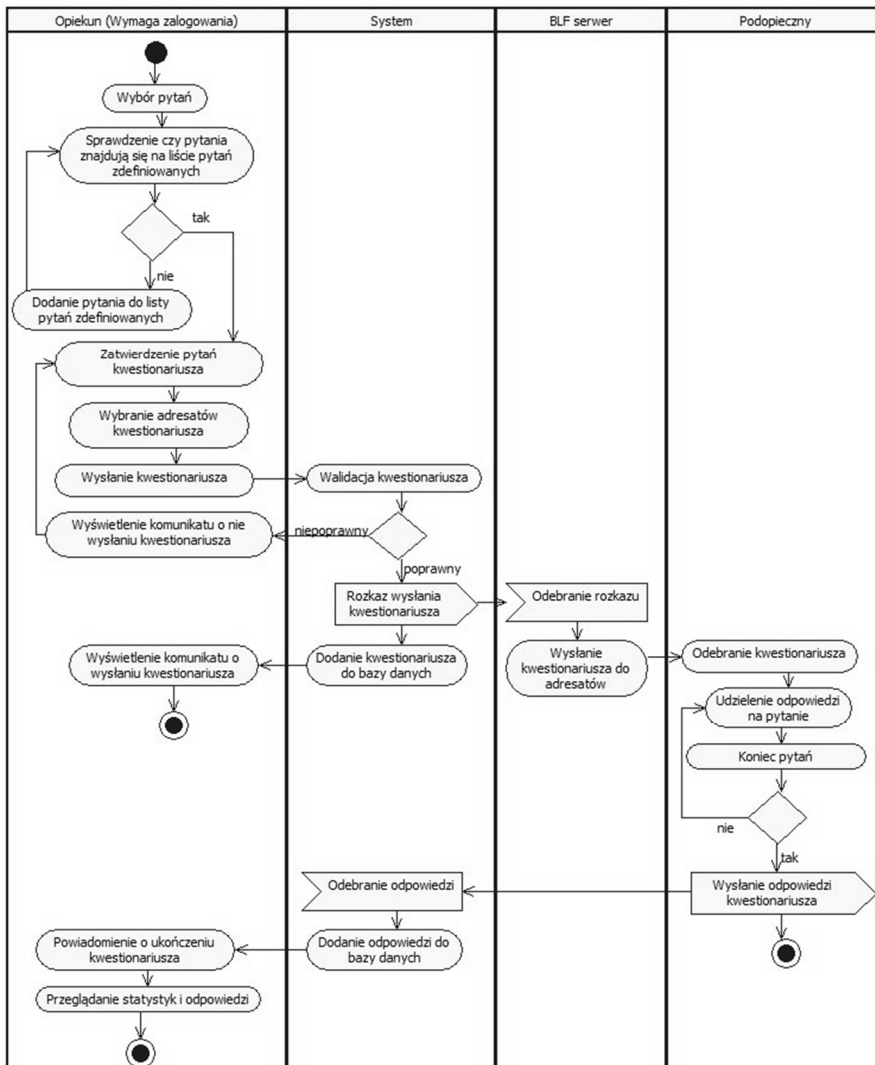 Opiekun (Wymaga zalogowania)
System
BLF serwer
Podopieczny
Wybór pytań
Sprawdzenie czy pytania
znajdują się na liście pytań
zdefiniowanych
tak
nie
Dodanie pytania do listy
pytań zdefiniowanych
Zatwierdzenie pytań
kwestionariusza
Wybranie adresatów
kwestionariusza
Wysłanie kwestionariusza
Walidacja kwestionariusza
Wyświetlenie komunikatu o nie
wysłaniu kwestionariusza
niepoprawny
poprawny
Rozkaz wysłania
kwestionariusza
Odebranie rozkazu
Wyświetlenie komunikatu o
wysłaniu kwestionariusza
Dodanie kwestionariusza
do bazy danych
Wysłanie
kwestionariusza do
adresatów
Odebranie kwestionariusza
Udzielenie odpowiedzi
na pytanie
Koniec pytań
nie
tak
Odebranie odpowiedzi
Wysłanie odpowiedzi
kwestionariusza
Powiadomienie o ukończeniu
kwestionariusza
Dodanie odpowiedzi do
bazy danych
Przeglądanie statystyk i odpowiedzi